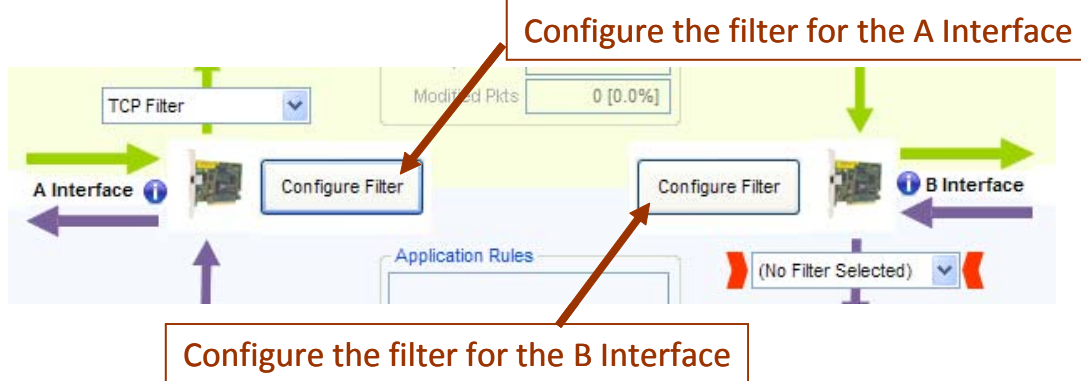 Configure the filter for the A Interface
TCP Filter
Modified Pkts
0 [0.0%]
A Interface
Configure Filter
Configure Filter
B Interface
Application Rules
(No Filter Selected)
Configure the filter for the B Interface